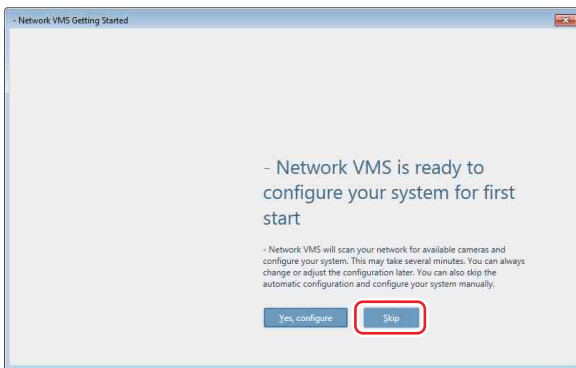 - Network VMS Getting Started
- Network VMS is ready to
configure your system for first
start
- Network VMS will scan your network for available cameras and
configure your system. This may take several minutes. You can always
change or adjust the configuration later. You can also skip the
automatic configuration and configure your system manually.
Yes, configure
Skip